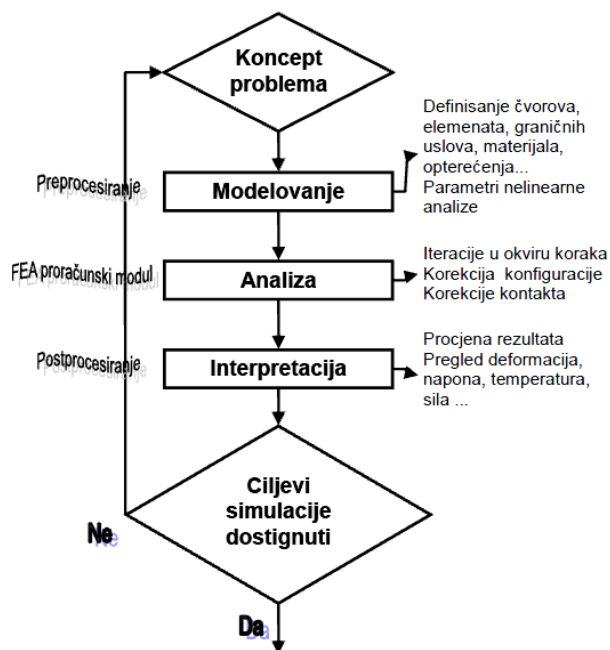 Koncept
problema
Definisanje čvorova,
elemenata, graničnih
uslova, materijala,
opterećenja...
Parametri nelinearne
analize
Preprocesiranje
Modelovanje
FEA proračunski modul
Analiza
Iteracije u okviru koraka
Korekcija konfiguracije
Korekcije kontakta
Postprocesiranje
Interpretacija
Procjena rezultata
Pregled deformacija,
napona, temperatura,
sila ...
Ciljevi
simulacije
dostignuti
Ne
Da